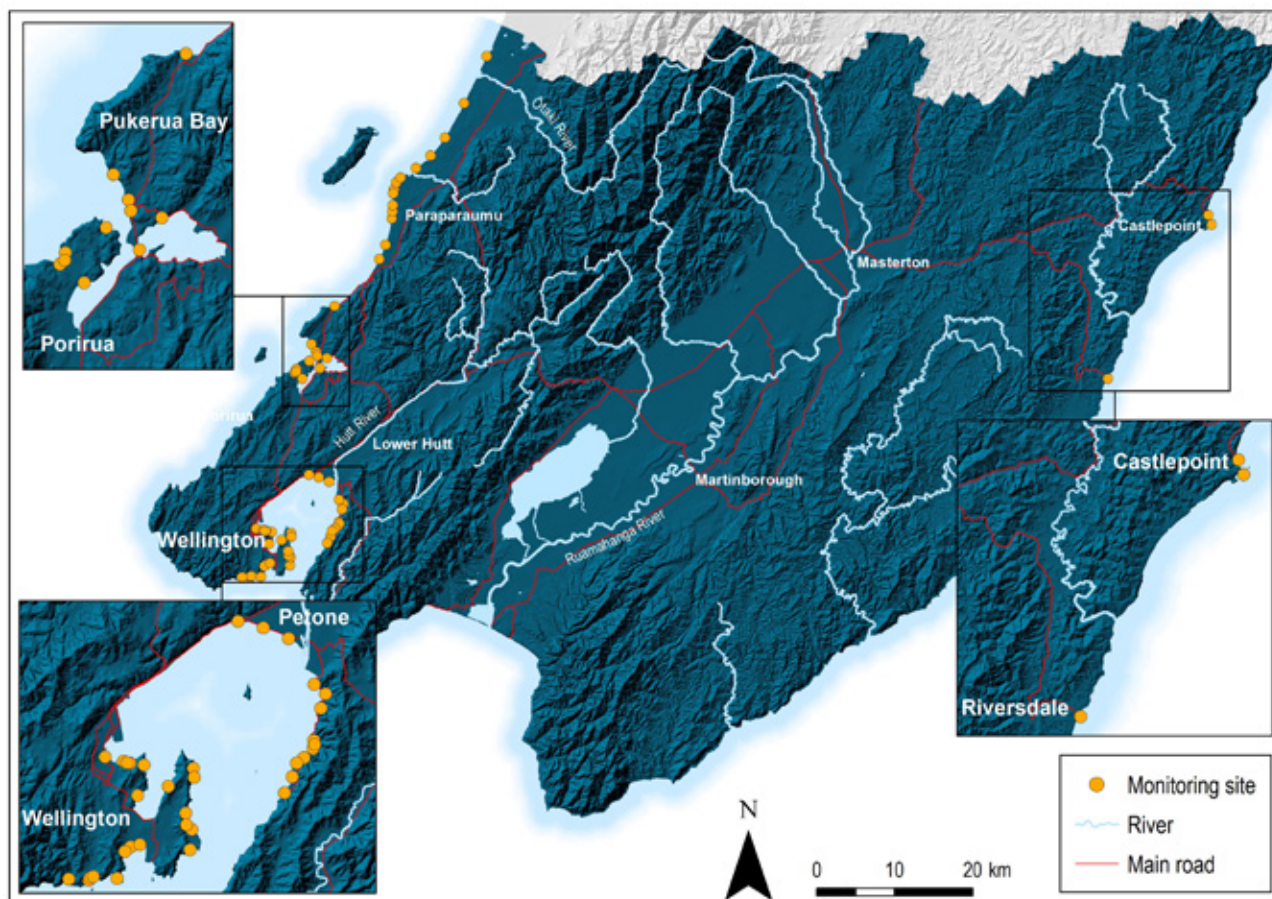 Pukerua Bay
Porirua
Ōtaki River
Paraparaumu
Castlepoint
Masterton
Hutt River
Lower Hutt
Martinborough
Wellington
Ruamahanga River
Castlepoint
Riversdale
Petone
Wellington
N
0 10 20 km
Monitoring site
River
Main road